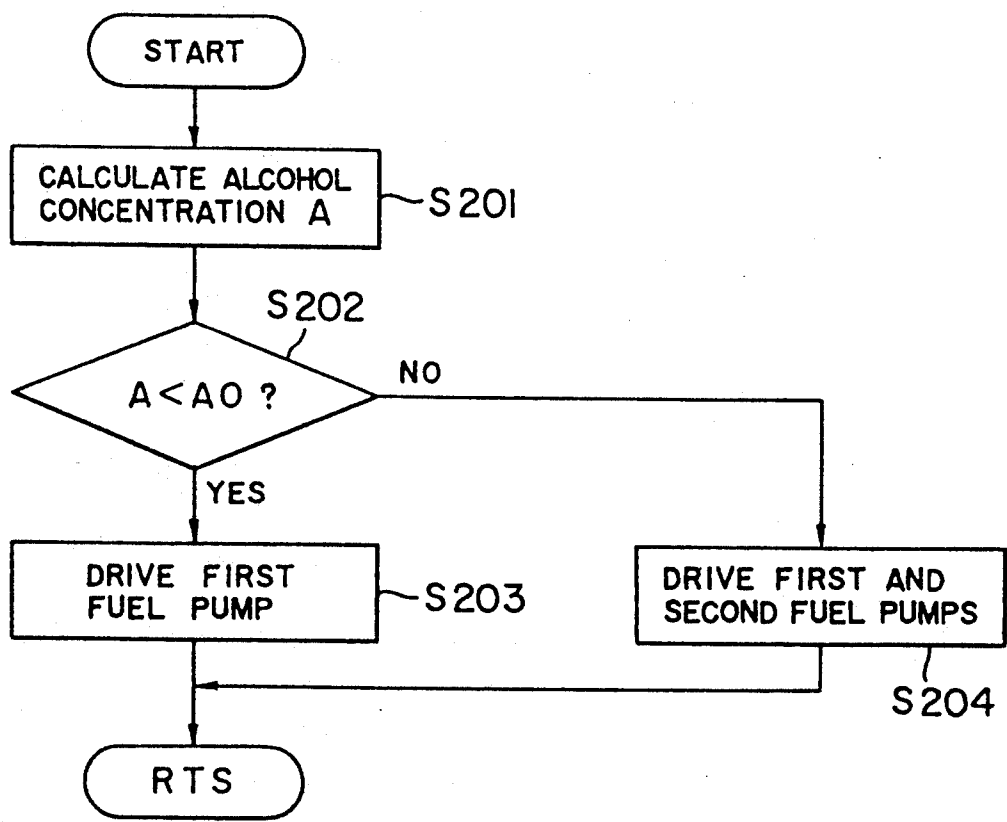 START
CALCULATE ALCOHOL
CONCENTRATION A
S201
S202
A<AO ?
NO
YES
DRIVE FIRST
FUEL PUMP
S203
DRIVE FIRST AND
SECOND FUEL PUMPS
S204
RTS